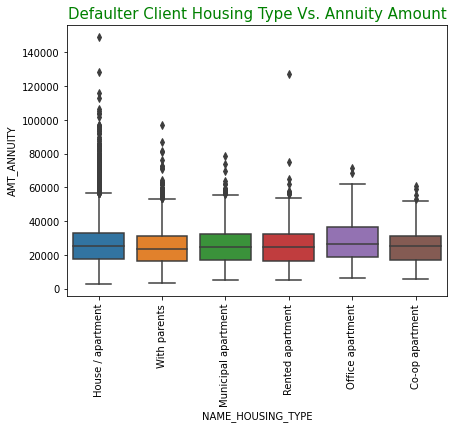 Defaulter Client Housing Type Vs. Annuity Amount
AMT_ANNUITY
140000
120000
100000
80000
60000
40000
20000
0
House / apartment
With parents
Municipal apartment
Rented apartment
Office apartment
Co-op apartment
NAME_HOUSING_TYPE